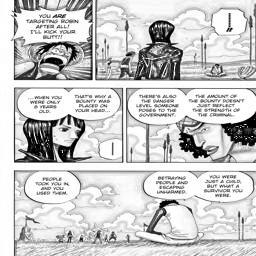 YOU ARE
TARGETING ROBIN
AFTER ALL!
I'LL KICK YOUR
BUTT!!
!
...WHEN YOU
WERE ONLY
8 YEARS
OLD.
THAT'S WHY A
BOUNTY WAS
PLACED
ON YOUR
HEAD...
!
THERE'S ALSO
THE DANGER
LEVEL SOMEONE
POSES TO THE
GOVERNMENT.
THE AMOUNT OF
THE BOUNTY DOESN'T
JUST REFLECT
THE STRENGTH OF
THE CRIMINAL.
PEOPLE
TOOK YOU IN,
AND YOU
USED THEM.
BETRAYING
PEOPLE AND
ESCAPING
UNHARMED.
YOU WERE
JUST A CHILD,
BUT WHAT A
SURVIVOR YOU
WERE.